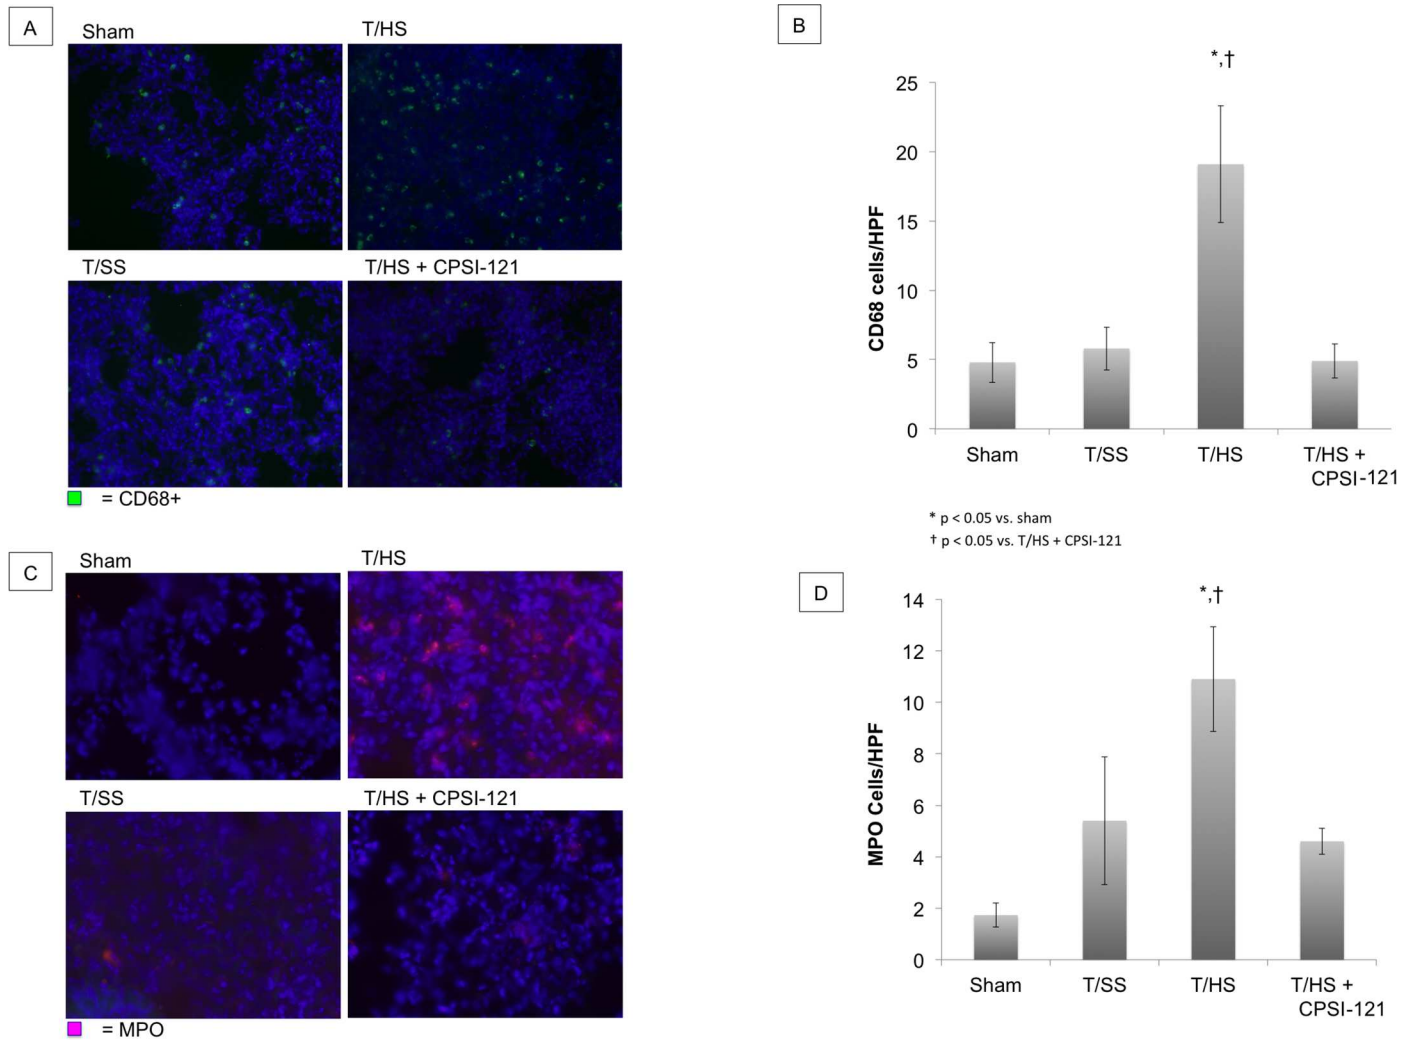 A
Sham
T/HS
T/SS
T/HS + CPSI-121
= CD68+
B
*,†
25
20
15
10
5
0
CD68 cells/HPF
Sham
T/SS
T/HS
T/HS +
CPSI-121
* p < 0.05 vs. sham
† p < 0.05 vs. T/HS + CPSI-121
C
Sham
T/HS
T/SS
T/HS + CPSI-121
= MPO
D
*,†
14
12
10
8
6
4
2
0
MPO Cells/HPF
Sham
T/SS
T/HS
T/HS +
CPSI-121